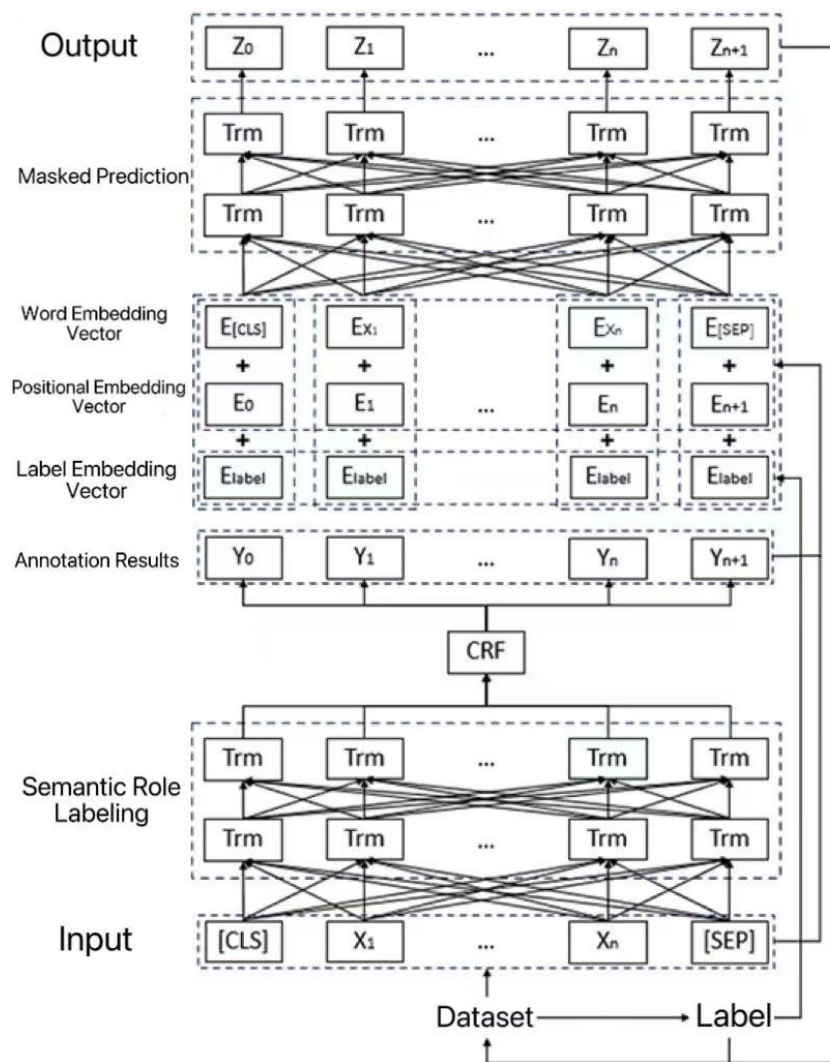 Output Z0 Z1 ... Zn Zn+1
Trm Trm ... Trm Trm
Masked Prediction
Trm Trm ... Trm Trm
Word Embedding
Vector
E[CLS] EX1 EXn E[SEP]
+ + + +
Positional Embedding
Vector
E0 E1 ... En En+1
+ + + +
Label Embedding
Vector
Elabel Elabel Elabel Elabel
Annotation Results Y0 Y1 ... Yn Yn+1
CRF
Trm Trm ... Trm Trm
Semantic Role
Labeling
Trm Trm ... Trm Trm
Input [CLS] X1 ... Xn [SEP]
Dataset Label